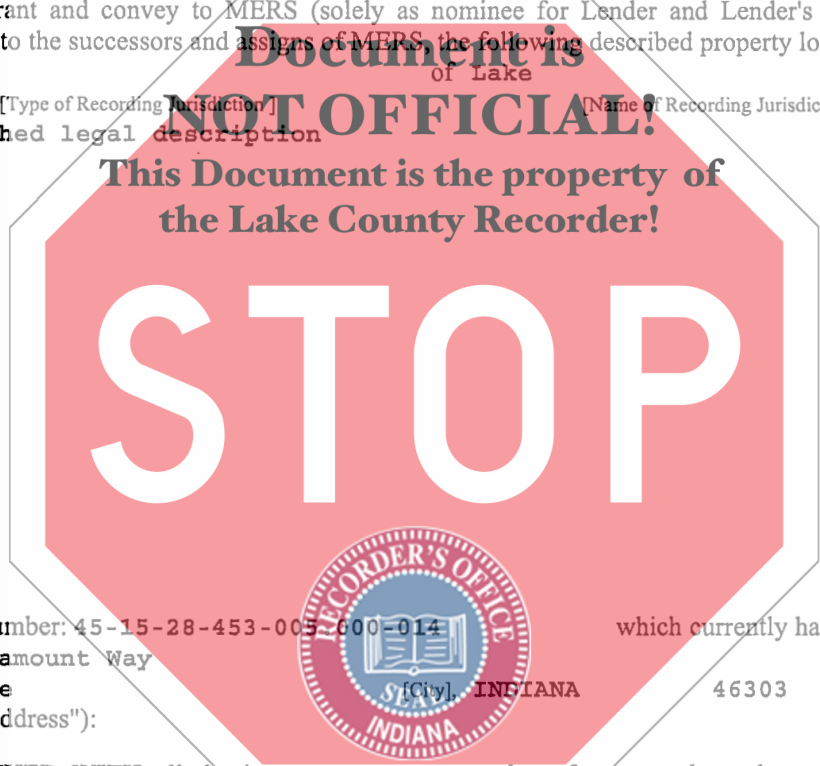 rant and convey to MERS (solely as nominee for Lender and Lender's
to the successors and assigns of MERS, the following described property lo
Document is
of Lake
[Type of Recording Jurisdiction ] [Name of Recording Jurisdic
NOT OFFICIAL!
hed legal description
This Document is the property of
the Lake County Recorder!
STOP
RECORDER'S OFFICE
umber: 45-15-28-453-005-000-014 which currently ha
amount Way
e [City], INDIANA 46303
SEAL
ddress"):
INDIANA